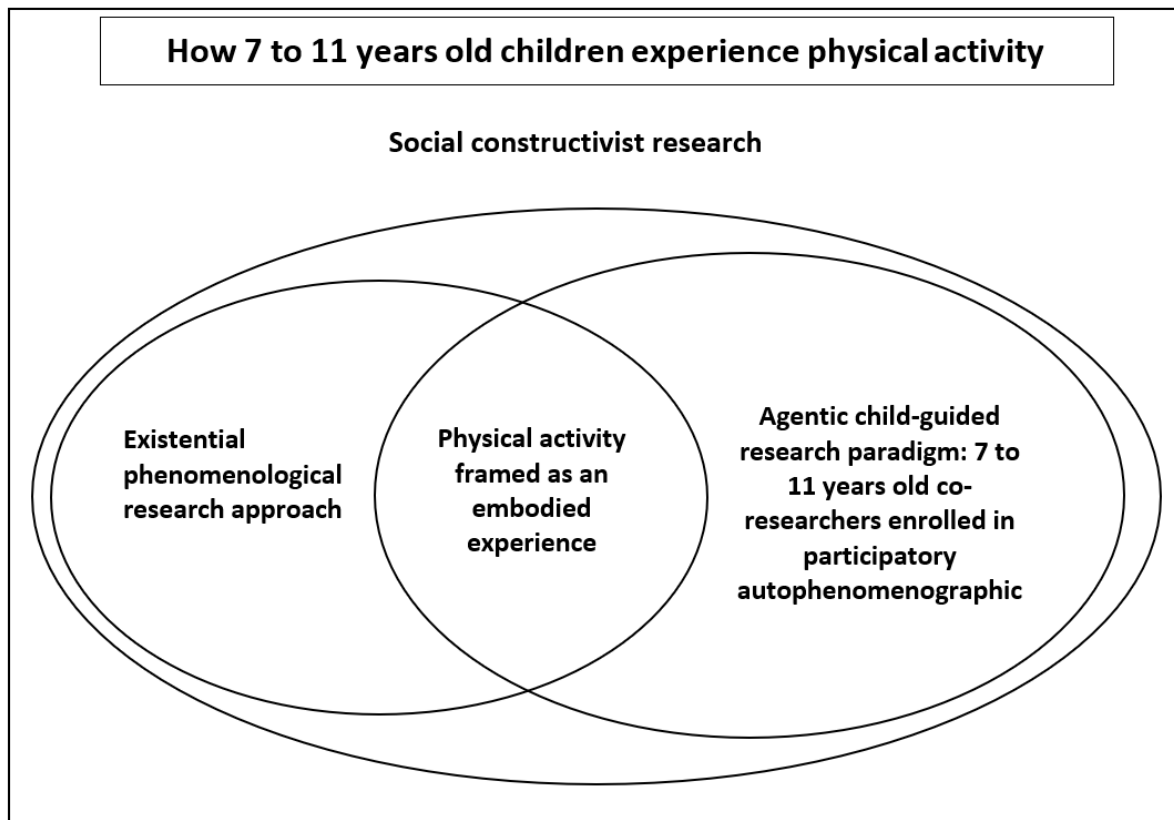 How 7 to 11 years old children experience physical activity
Social constructivist research
Existential
phenomenological
research approach
Physical activity
framed as an
embodied
experience
Agentic child-guided
research paradigm: 7 to
11 years old co-
researchers enrolled in
participatory
autophenomenographic